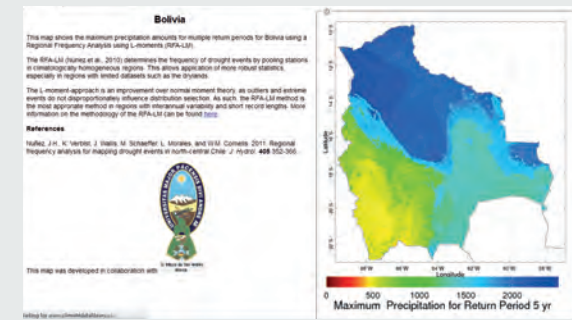 Bolivia
This map shows the maximum precipitation amounts for multiple return periods for Bolivia using a
Regional Frequency Analysis using L-moments (RFA-LM).
The RFA-LM (Núñez et al., 2010) determines the frequency of drought events by pooling stations
in climatologically homogeneous regions. This allows application of more robust statistics,
especially in regions with limited datasets such as the drylands.
The L-moment-approach is an improvement over normal moment theory, as outliers and extreme
events do not disproportionately influence distribution selection. As such, the RFA-LM method is
the most appropriate method in regions with interannual variability and short record lengths. More
information on the methodology of the RFA-LM can be found here.
References
Nuñez, J.H., K. Verbist, J. Wallis, M. Schaeffer, L. Morales, and W.M. Cornelis. 2011. Regional
frequency analysis for mapping drought events in north-central Chile. J. Hydrol. 405 352-366.
This map was developed in collaboration with
Latitude
68°W 66°W 64°W 62°W 60°W 58°W
Longitude
0 500 1000 1500 2000
Maximum Precipitation for Return Period 5 yr